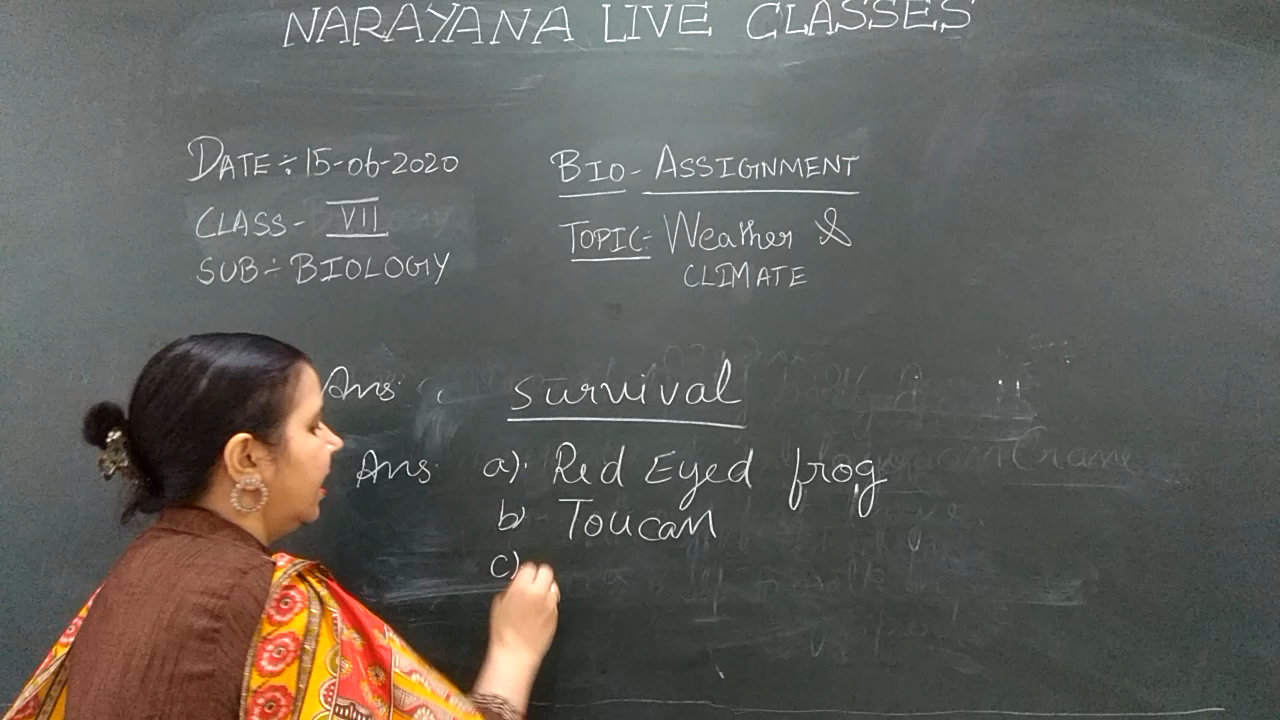 NARAYANA LIVE CLASSES
DATE ÷ 15-06-2020
CLASS- VII
SUB ÷ BIOLOGY
BIO - ASSIGNMENT
TOPIC:- Weather &
CLIMATE
Ans. survival
Ans. a). Red Eyed frog
b) Toucan
c)